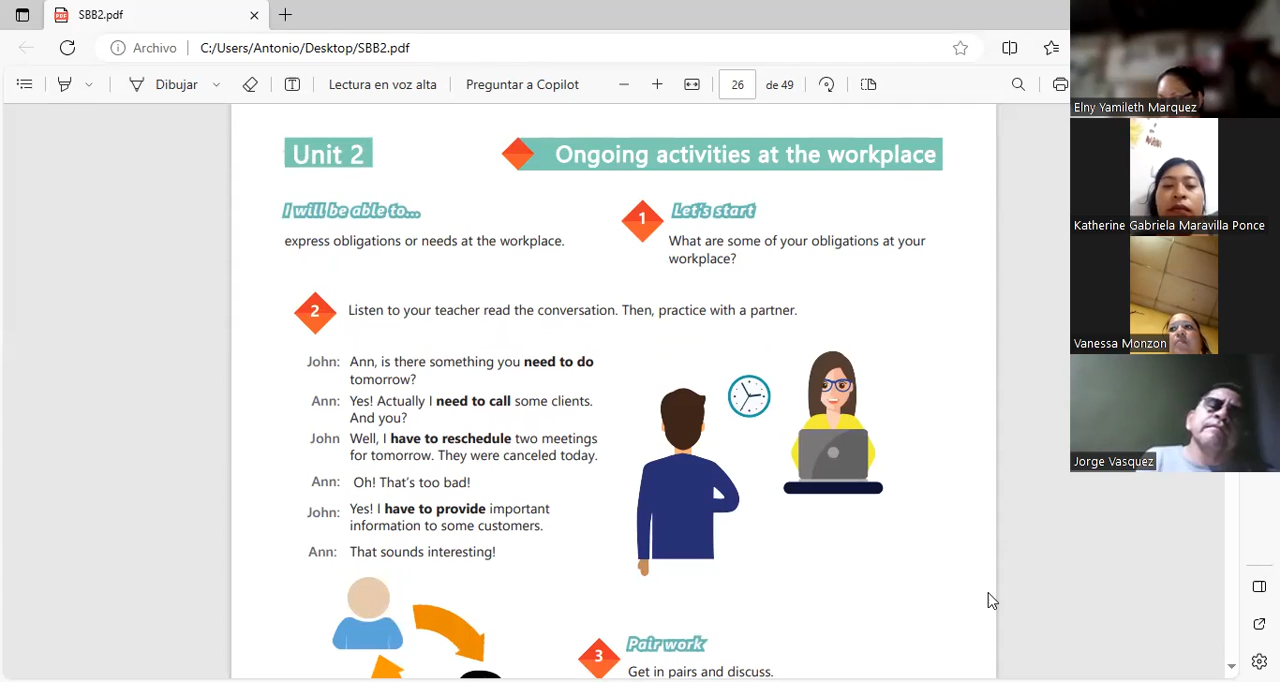 SBB2.pdf
Archivo
C:/Users/Antonio/Desktop/SBB2.pdf
Dibujar
Lectura en voz alta
Preguntar a Copilot
26
de 49
Unit 2
Ongoing activities at the workplace
I will be able to...
express obligations or needs at the workplace.
1
Let's start
What are some of your obligations at your
workplace?
2
Listen to your teacher read the conversation. Then, practice with a partner.
John: Ann, is there something you need to do
tomorrow?
Ann: Yes! Actually I need to call some clients.
And you?
John Well, I have to reschedule two meetings
for tomorrow. They were canceled today.
Ann: Oh! That's too bad!
John: Yes! I have to provide important
information to some customers.
Ann: That sounds interesting!
3
Pair work
Get in pairs and discuss.
Elny Yamileth Marquez
Katherine Gabriela Maravilla Ponce
Vanessa Monzon
Jorge Vasquez